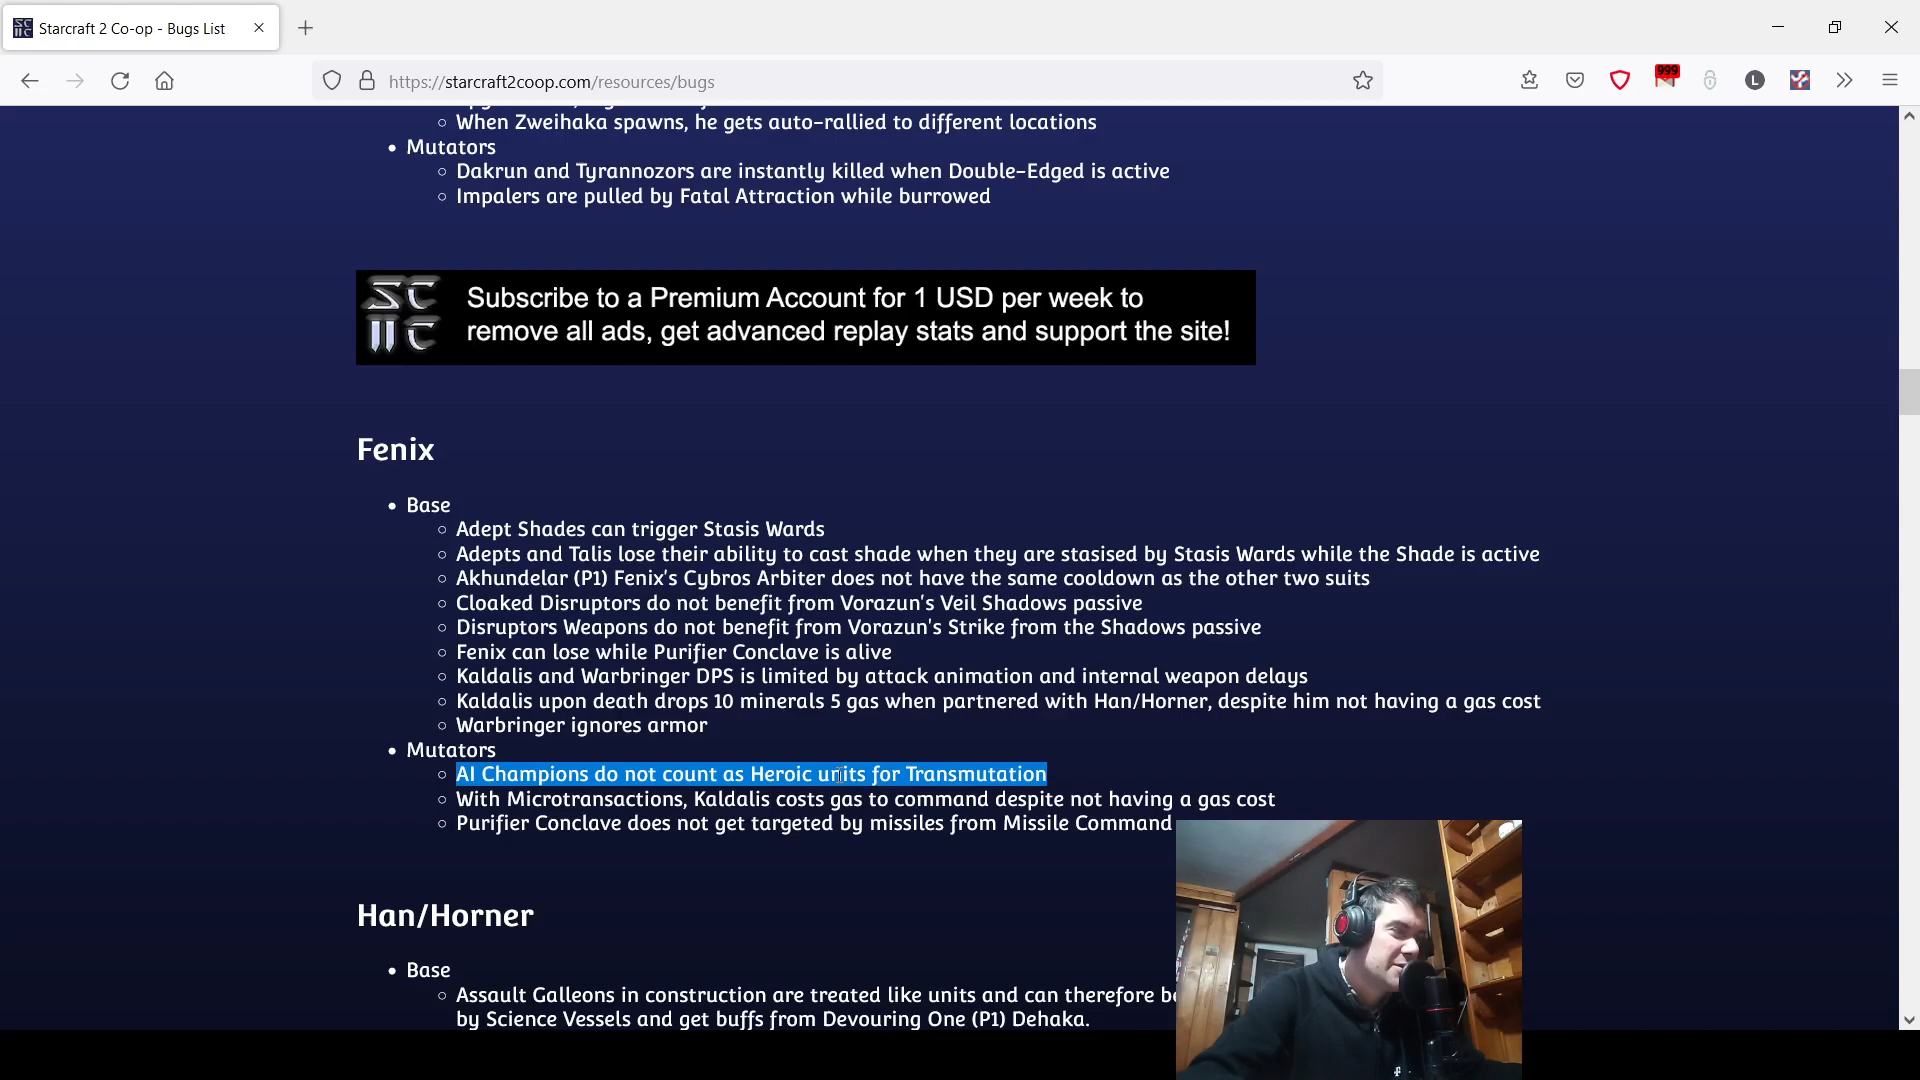 Starcraft 2 Co-op - Bugs List
https://starcraft2coop.com/resources/bugs
999
L
When Zweihaka spawns, he gets auto-rallied to different locations
Mutators
Dakrun and Tyrannozors are instantly killed when Double-Edged is active
Impalers are pulled by Fatal Attraction while burrowed
SC
IIC
Subscribe to a Premium Account for 1 USD per week to
remove all ads, get advanced replay stats and support the site!
Fenix
Base
Adept Shades can trigger Stasis Wards
Adepts and Talis lose their ability to cast shade when they are stasised by Stasis Wards while the Shade is active
Akhundelar (P1) Fenix's Cybros Arbiter does not have the same cooldown as the other two suits
Cloaked Disruptors do not benefit from Vorazun's Veil Shadows passive
Disruptors Weapons do not benefit from Vorazun's Strike from the Shadows passive
Fenix can lose while Purifier Conclave is alive
Kaldalis and Warbringer DPS is limited by attack animation and internal weapon delays
Kaldalis upon death drops 10 minerals 5 gas when partnered with Han/Horner, despite him not having a gas cost
Warbringer ignores armor
Mutators
AI Champions do not count as Heroic units for Transmutation
With Microtransactions, Kaldalis costs gas to command despite not having a gas cost
Purifier Conclave does not get targeted by missiles from Missile Command
Han/Horner
Base
Assault Galleons in construction are treated like units and can therefore
by Science Vessels and get buffs from Devouring One (P1) Dehaka.